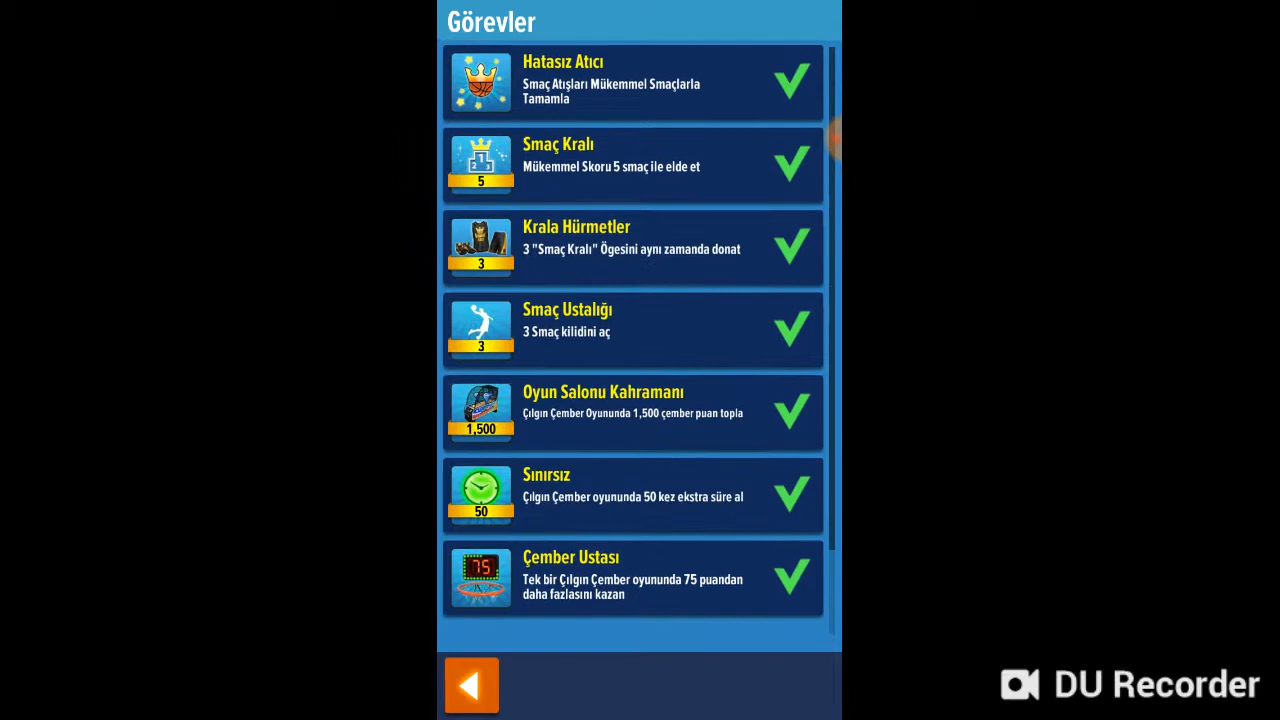 Görevler
Hatasız Atıcı
Smaç Atışları Mükemmel Smaçlarla
Tamamla
Smaç Kralı
Mükemmel Skoru 5 smaç ile elde et
1
2
3
5
Krala Hürmetler
3 "Smaç Kralı" Ögesini aynı zamanda donat
3
Smaç Ustalığı
3 Smaç kilidini aç
3
Oyun Salonu Kahramanı
Çılgın Çember Oyununda 1,500 çember puan topla
1,500
Sınırsız
Çılgın Çember oyununda 50 kez ekstra süre al
50
Çember Ustası
75
Tek bir Çılgın Çember oyununda 75 puandan
daha fazlasını kazan
DU Recorder